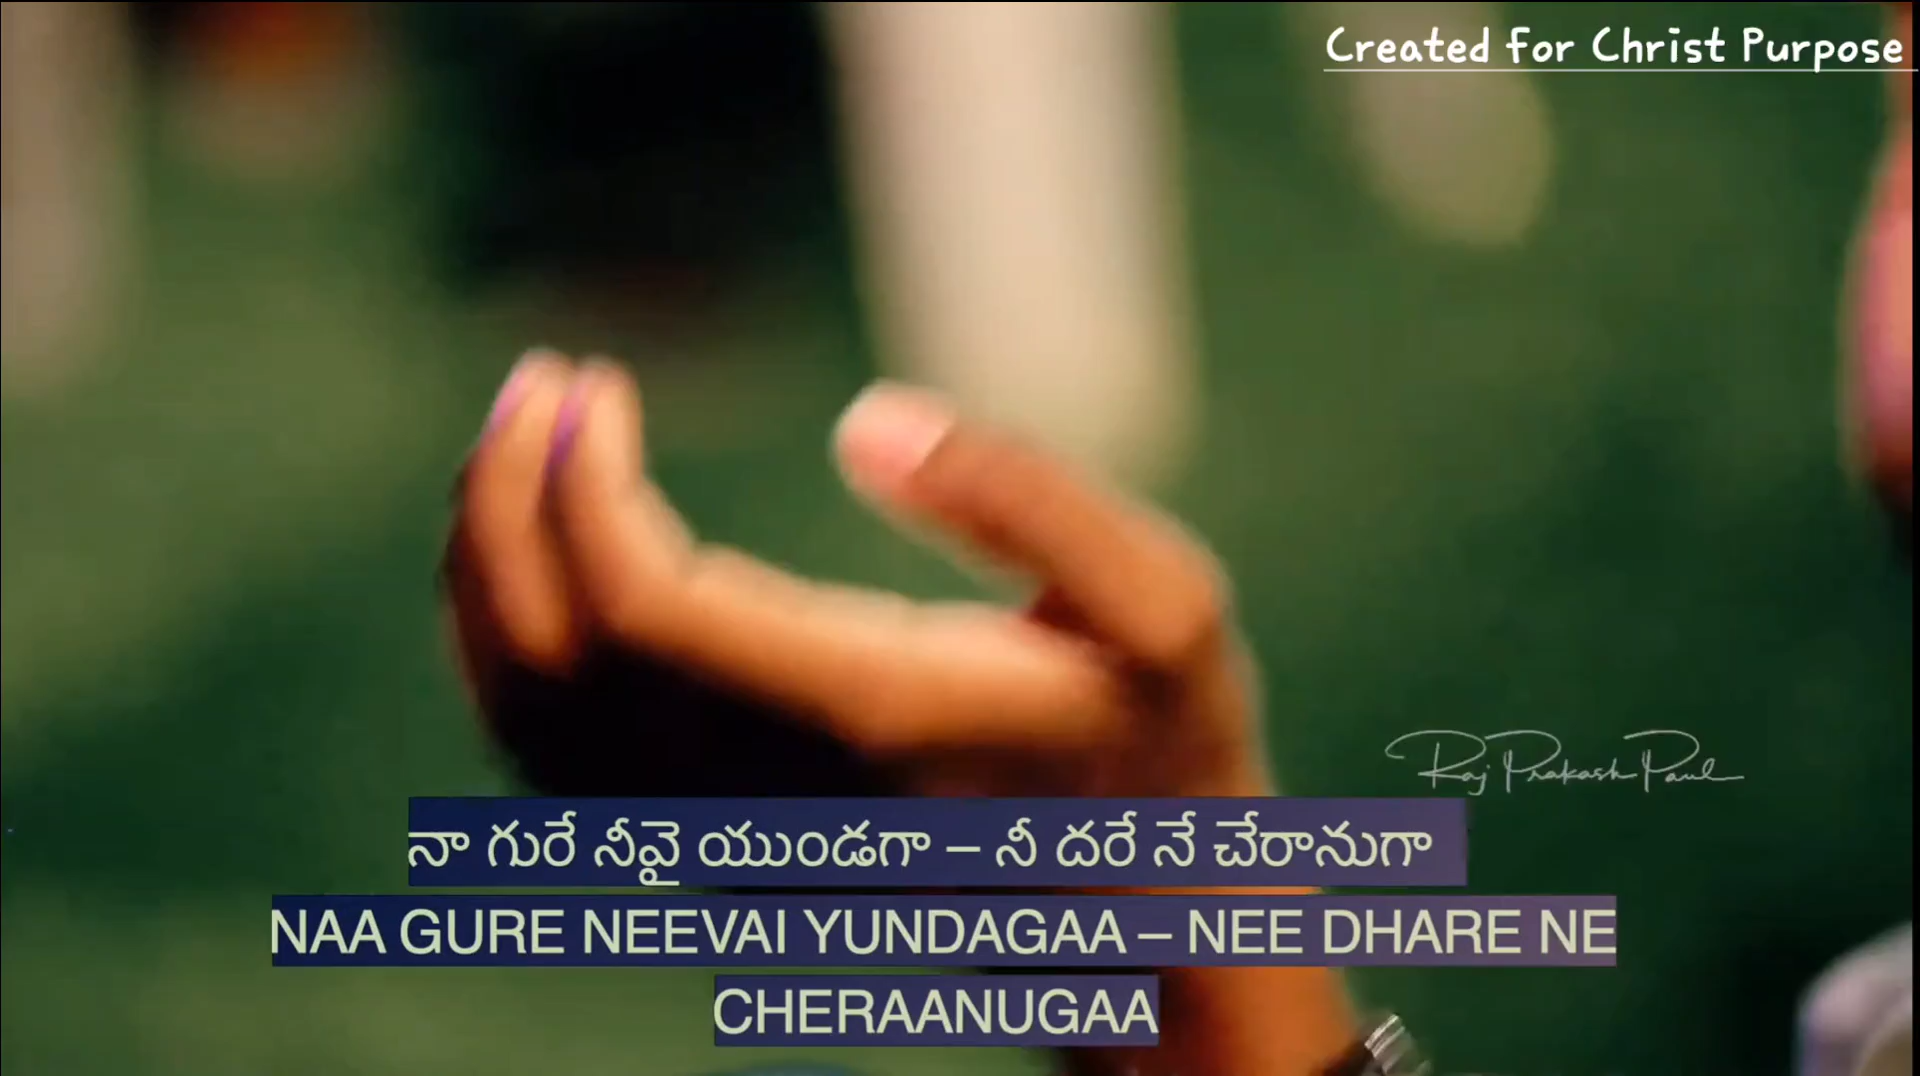 Created For Christ Purpose
Raj Prakash Paul
నా గురే నీవై యుండగా – నీ దరే నే చేరానుగా
NAA GURE NEEVAI YUNDAGAA – NEE DHARE NE
CHERAANUGAA